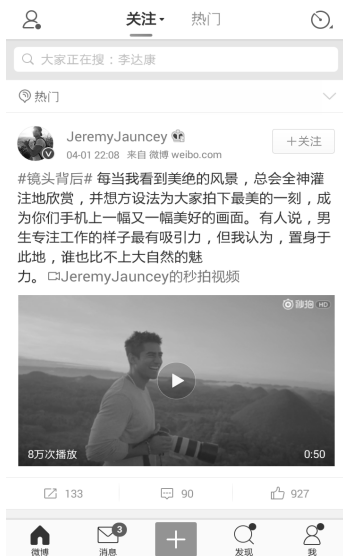 关注 热门
大家正在搜：李达康
热门
JeremyJauncey
04-01 22:08 来自 微博 weibo.com
+关注
#镜头背后# 每当我看到美绝的风景，总会全神灌
注地欣赏，并想方设法为大家拍下最美的一刻，成
为你们手机上一幅又一幅美好的画面。有人说，男
生专注工作的样子最有吸引力，但我认为，置身于
此地，谁也比不上大自然的魅
力。 JeremyJauncey的秒拍视频
秒拍 HD
8万次播放 0:50
133 90 927
3
微博 消息 发现 我